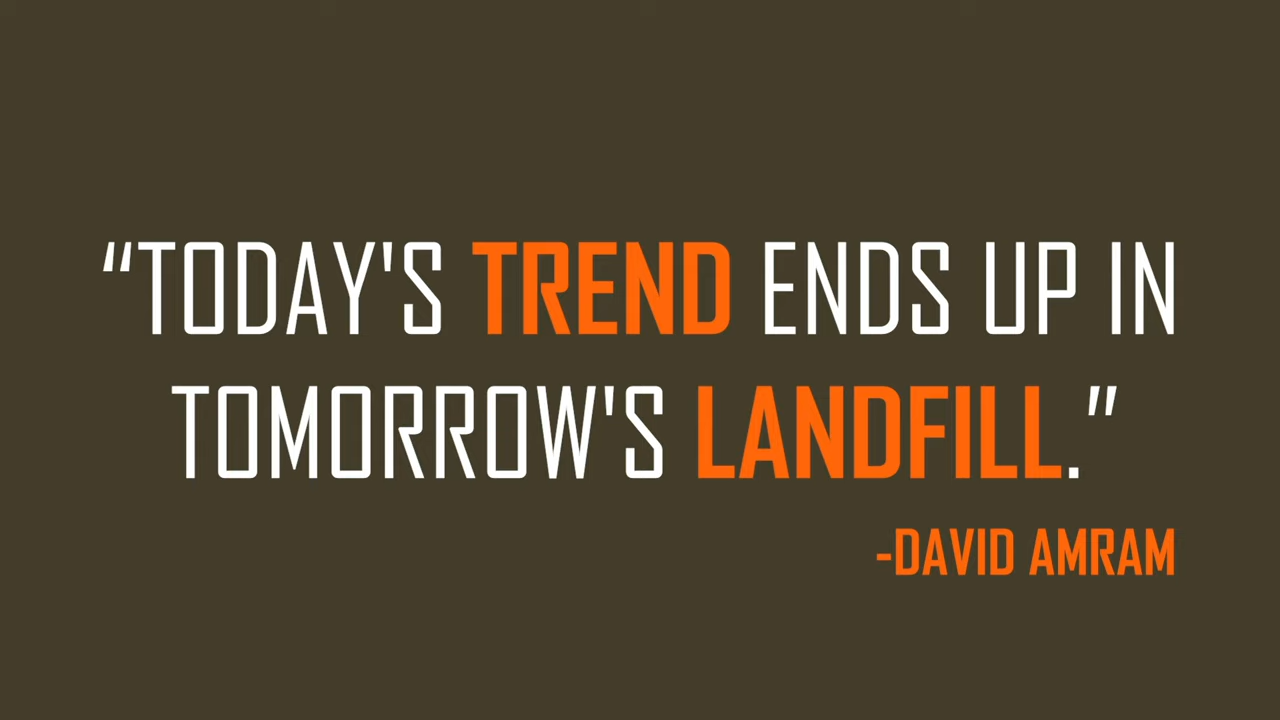 “TODAY'S TREND ENDS UP IN
TOMORROW'S LANDFILL.”
-DAVID AMRAM